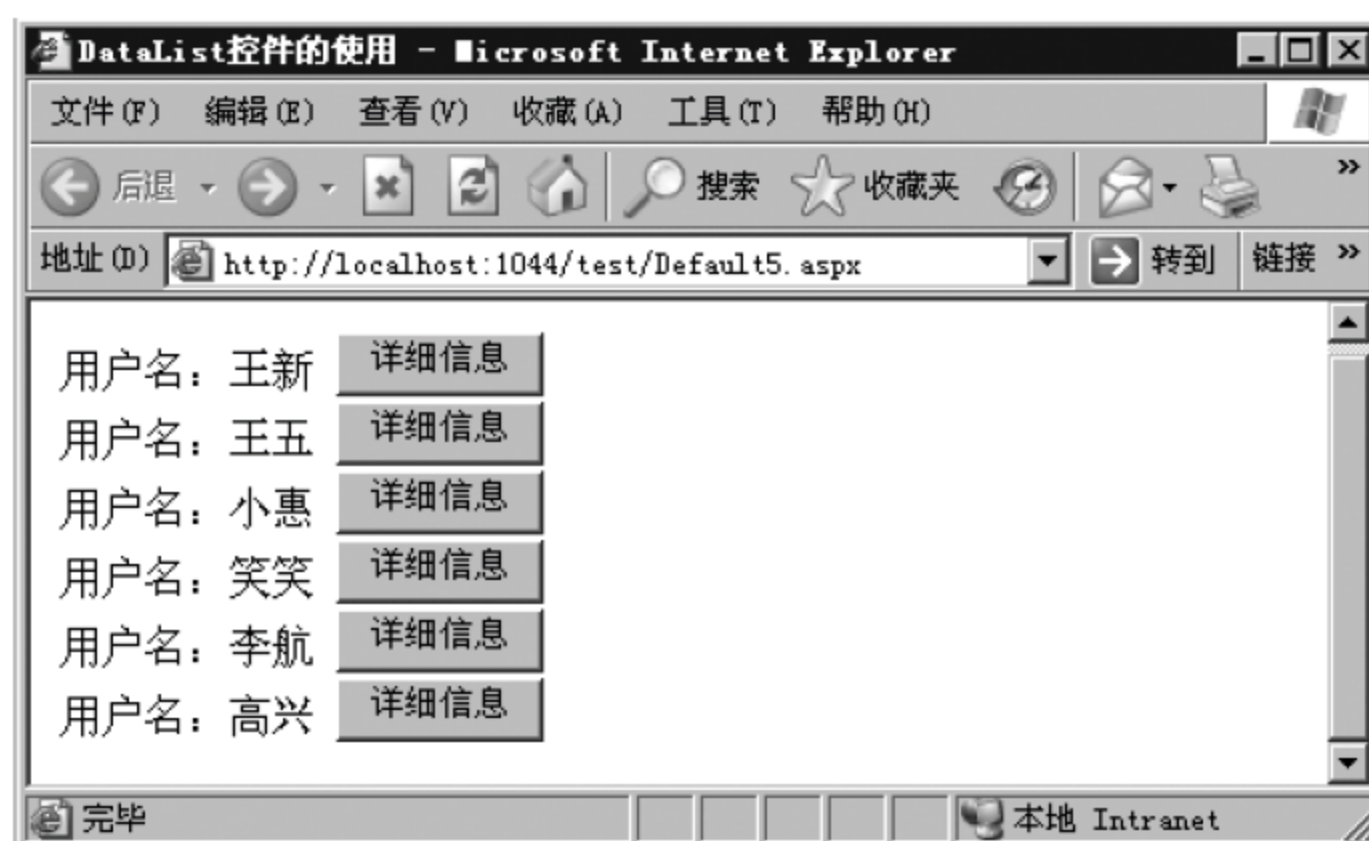 DataList控件的使用 - Microsoft Internet Explorer
文件(F) 编辑(E) 查看(V) 收藏(A) 工具(T) 帮助(H)
后退 搜索 收藏夹 »
地址(D) http://localhost:1044/test/Default5.aspx 转到 链接 »
用户名：王新 详细信息
用户名：王五 详细信息
用户名：小惠 详细信息
用户名：笑笑 详细信息
用户名：李航 详细信息
用户名：高兴 详细信息
完毕 本地 Intranet